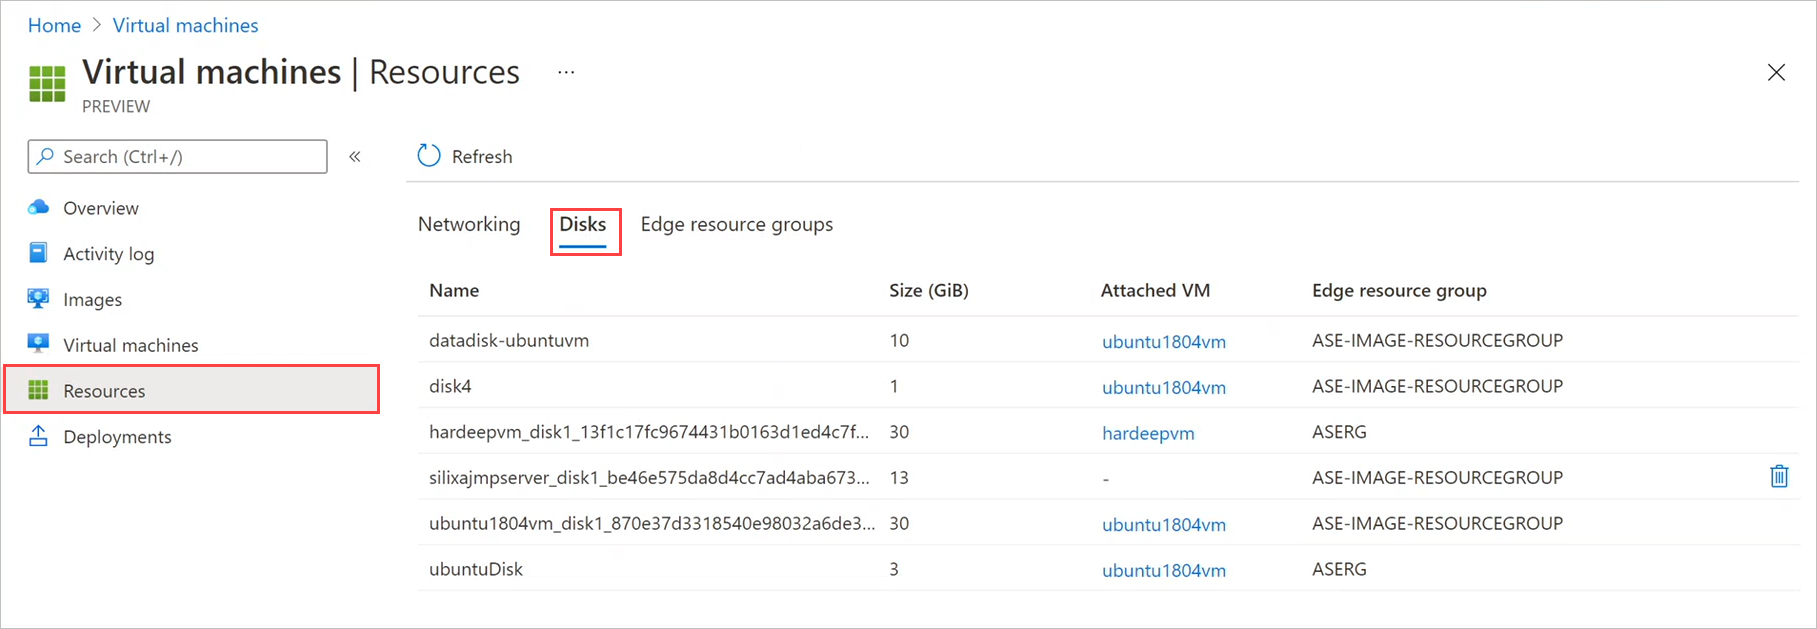 Home > Virtual machines
Virtual machines | Resources ...
PREVIEW
Search (Ctrl+/) «
Refresh
Overview
Activity log
Images
Virtual machines
Resources
Deployments
Networking Disks Edge resource groups
Name Size (GiB) Attached VM Edge resource group
datadisk-ubuntuvm 10 ubuntu1804vm ASE-IMAGE-RESOURCEGROUP
disk4 1 ubuntu1804vm ASE-IMAGE-RESOURCEGROUP
hardeepvm_disk1_13f1c17fc9674431b0163d1ed4c7f... 30 hardeepvm ASERG
silixajmpserver_disk1_be46e575da8d4cc7ad4aba673... 13 - ASE-IMAGE-RESOURCEGROUP
ubuntu1804vm_disk1_870e37d3318540e98032a6de3... 30 ubuntu1804vm ASE-IMAGE-RESOURCEGROUP
ubuntuDisk 3 ubuntu1804vm ASERG